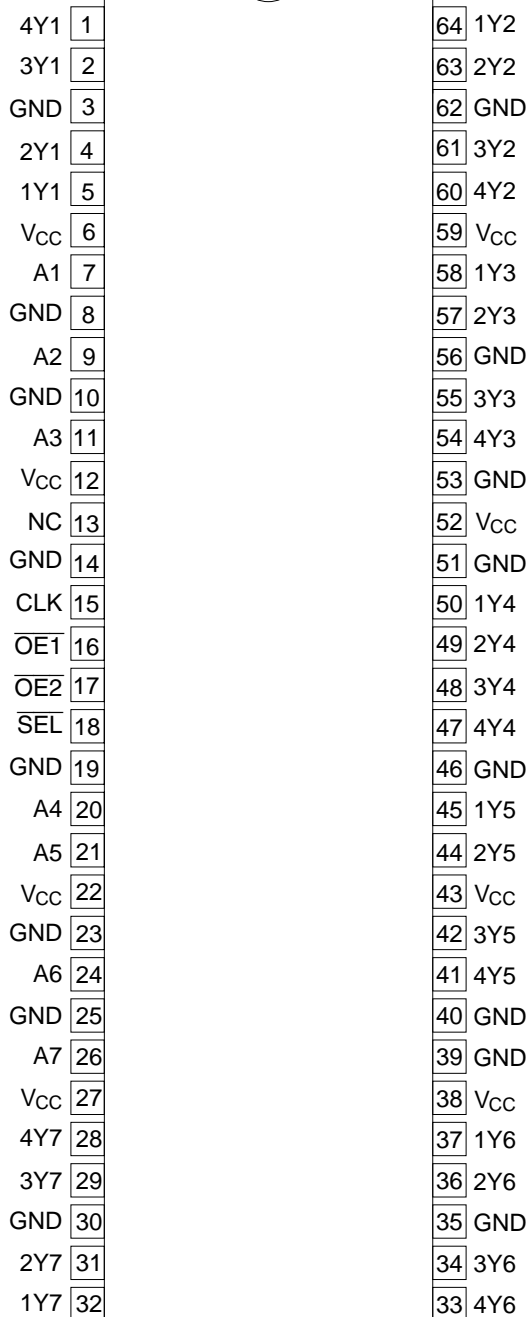 4Y1 1 64 1Y2
3Y1 2 63 2Y2
GND 3 62 GND
2Y1 4 61 3Y2
1Y1 5 60 4Y2
VCC 6 59 VCC
A1 7 58 1Y3
GND 8 57 2Y3
A2 9 56 GND
GND 10 55 3Y3
A3 11 54 4Y3
VCC 12 53 GND
NC 13 52 VCC
GND 14 51 GND
CLK 15 50 1Y4
O̅E̅1̅ 16 49 2Y4
O̅E̅2̅ 17 48 3Y4
S̅E̅L̅ 18 47 4Y4
GND 19 46 GND
A4 20 45 1Y5
A5 21 44 2Y5
VCC 22 43 VCC
GND 23 42 3Y5
A6 24 41 4Y5
GND 25 40 GND
A7 26 39 GND
VCC 27 38 VCC
4Y7 28 37 1Y6
3Y7 29 36 2Y6
GND 30 35 GND
2Y7 31 34 3Y6
1Y7 32 33 4Y6